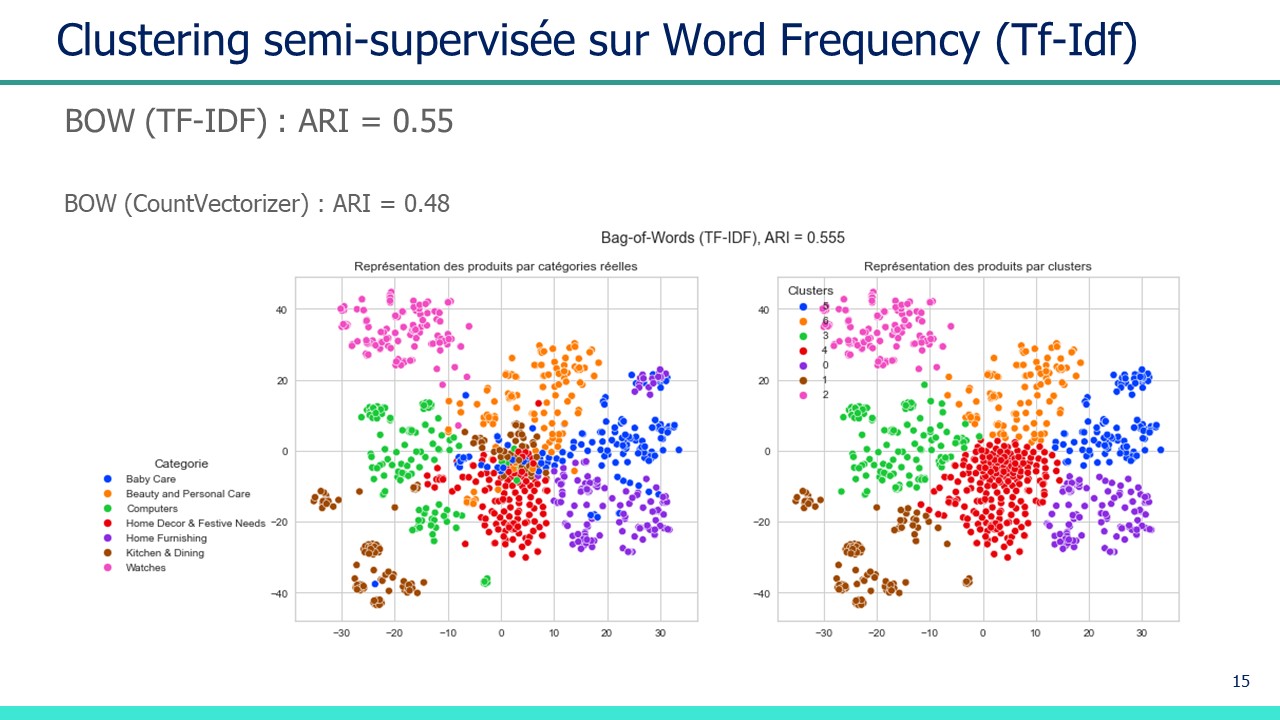 Clustering semi-supervisée sur Word Frequency (Tf-Idf)
BOW (TF-IDF) : ARI = 0.55
BOW (CountVectorizer) : ARI = 0.48
Bag-of-Words (TF-IDF), ARI = 0.555
Représentation des produits par catégories réelles
40
20
0
−20
−40
−30 −20 −10 0 10 20 30
Categorie
Baby Care
Beauty and Personal Care
Computers
Home Decor & Festive Needs
Home Furnishing
Kitchen & Dining
Watches
Représentation des produits par clusters
Clusters
5
6
3
4
0
1
2
40
20
0
−20
−40
−30 −20 −10 0 10 20 30
15